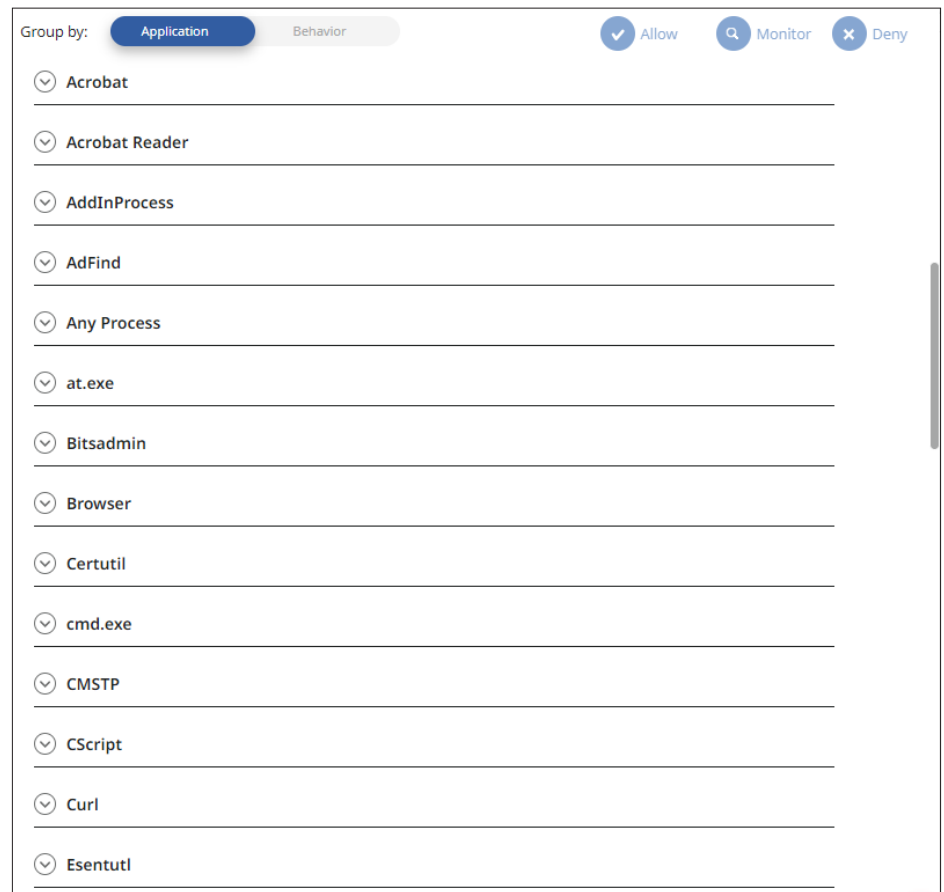 Group by: Application Behavior Allow Monitor Deny
Acrobat
Acrobat Reader
AddInProcess
AdFind
Any Process
at.exe
Bitsadmin
Browser
Certutil
cmd.exe
CMSTP
CScript
Curl
Esentutl